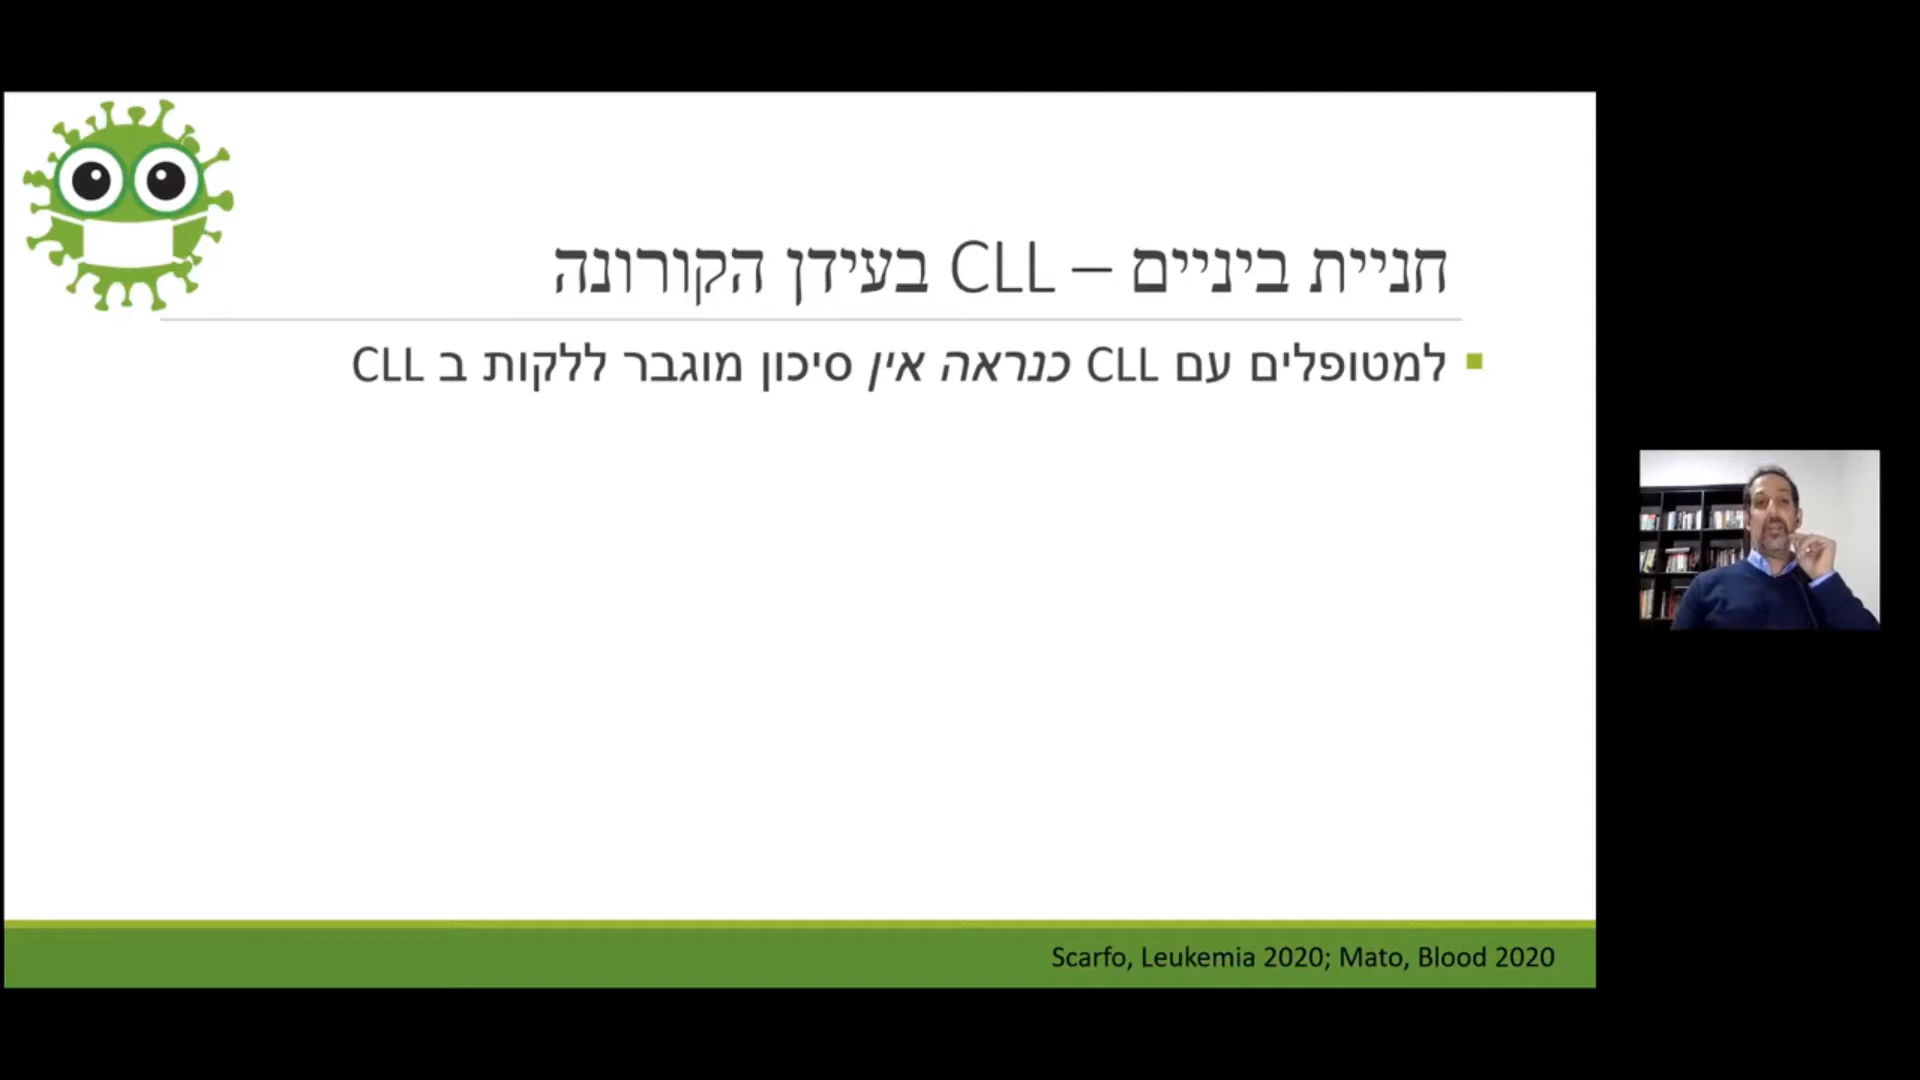 חניית ביניים – CLL בעידן הקורונה
▪ למטופלים עם CLL כנראה אין סיכון מוגבר ללקות ב CLL
Scarfo, Leukemia 2020; Mato, Blood 2020